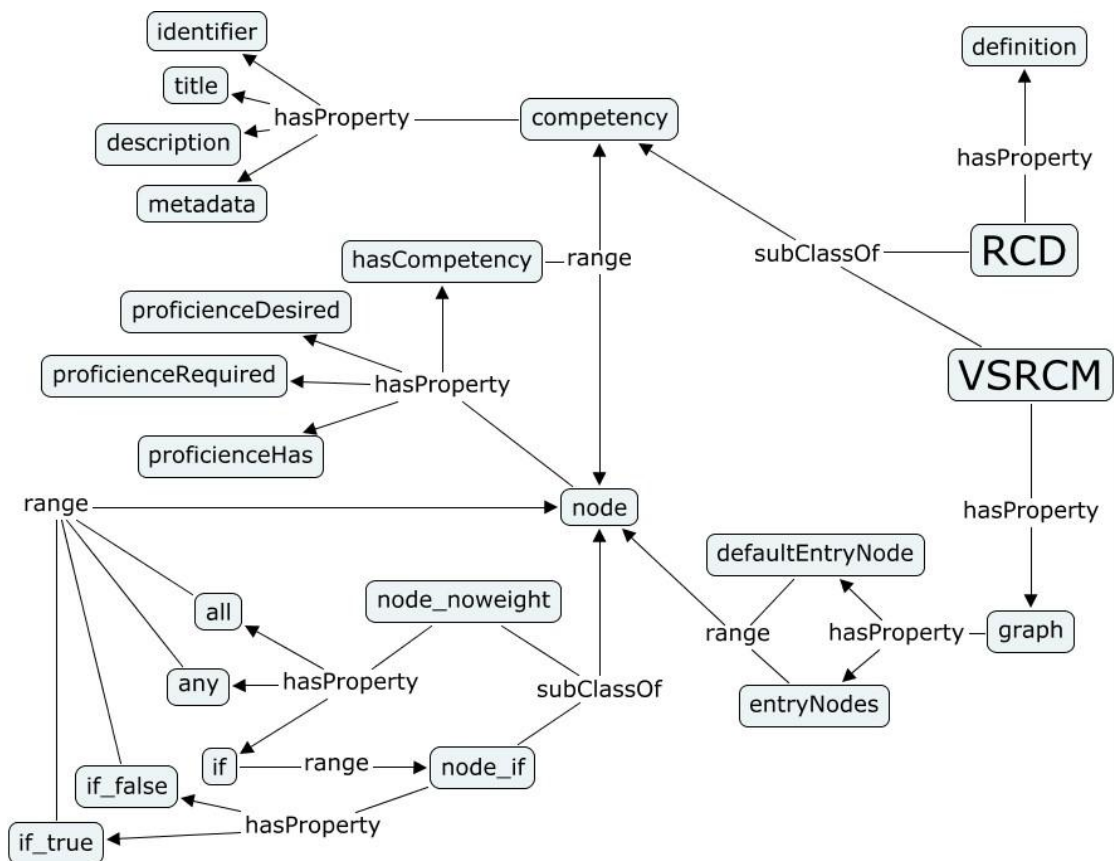 identifier
definition
title
hasProperty
competency
description
hasProperty
metadata
hasCompetency
range
subClassOf
RCD
proficienceDesired
proficienceRequired
hasProperty
VSRCM
proficienceHas
range
node
hasProperty
defaultEntryNode
node_noweight
all
range
hasProperty
graph
any
hasProperty
subClassOf
entryNodes
if
range
node_if
if_false
hasProperty
if_true